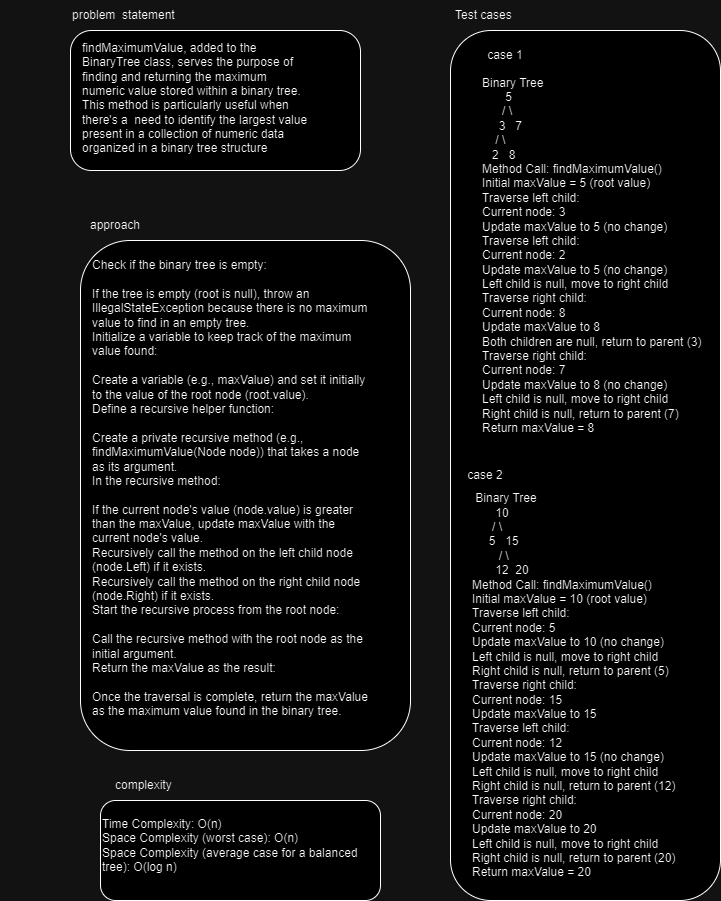 problem statement
findMaximumValue, added to the
BinaryTree class, serves the purpose of
finding and returning the maximum
numeric value stored within a binary tree.
This method is particularly useful when
there's a need to identify the largest value
present in a collection of numeric data
organized in a binary tree structure
approach
Check if the binary tree is empty:
If the tree is empty (root is null), throw an
IllegalStateException because there is no maximum
value to find in an empty tree.
Initialize a variable to keep track of the maximum
value found:
Create a variable (e.g., maxValue) and set it initially
to the value of the root node (root.value).
Define a recursive helper function:
Create a private recursive method (e.g.,
findMaximumValue(Node node)) that takes a node
as its argument.
In the recursive method:
If the current node's value (node.value) is greater
than the maxValue, update maxValue with the
current node's value.
Recursively call the method on the left child node
(node.Left) if it exists.
Recursively call the method on the right child node
(node.Right) if it exists.
Start the recursive process from the root node:
Call the recursive method with the root node as the
initial argument.
Return the maxValue as the result:
Once the traversal is complete, return the maxValue
as the maximum value found in the binary tree.
complexity
Time Complexity: O(n)
Space Complexity (worst case): O(n)
Space Complexity (average case for a balanced
tree): O(log n)
Test cases
case 1
Binary Tree
5
/ \
3 7
/ \
2 8
Method Call: findMaximumValue()
Initial maxValue = 5 (root value)
Traverse left child:
Current node: 3
Update maxValue to 5 (no change)
Traverse left child:
Current node: 2
Update maxValue to 5 (no change)
Left child is null, move to right child
Traverse right child:
Current node: 8
Update maxValue to 8
Both children are null, return to parent (3)
Traverse right child:
Current node: 7
Update maxValue to 8 (no change)
Left child is null, move to right child
Right child is null, return to parent (7)
Return maxValue = 8
case 2
Binary Tree
10
/ \
5 15
/ \
12 20
Method Call: findMaximumValue()
Initial maxValue = 10 (root value)
Traverse left child:
Current node: 5
Update maxValue to 10 (no change)
Left child is null, move to right child
Right child is null, return to parent (5)
Traverse right child:
Current node: 15
Update maxValue to 15
Traverse left child:
Current node: 12
Update maxValue to 15 (no change)
Left child is null, move to right child
Right child is null, return to parent (12)
Traverse right child:
Current node: 20
Update maxValue to 20
Left child is null, move to right child
Right child is null, return to parent (20)
Return maxValue = 20